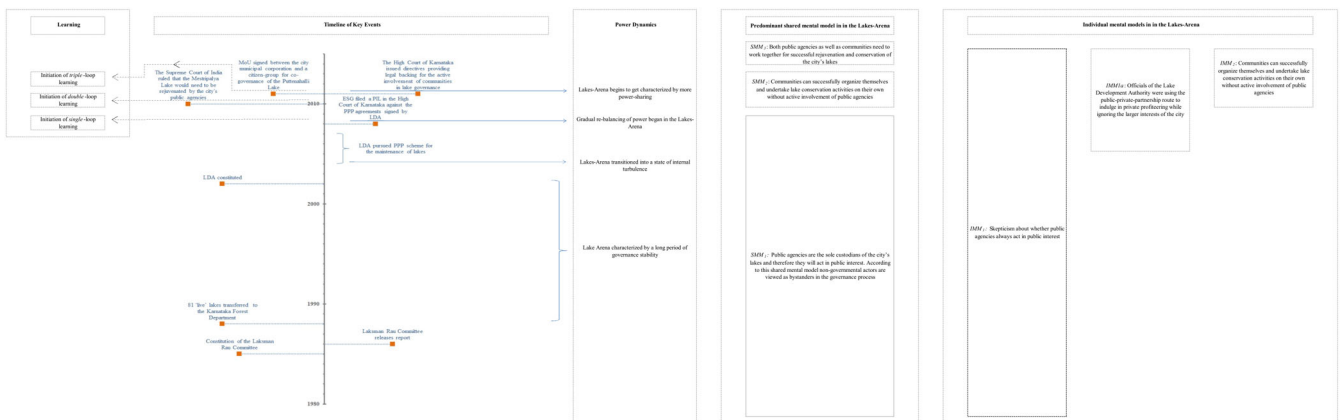 Learning
Timeline of Key Events
Power Dynamics
Predominant shared mental model in in the Lakes-Arena
Individual mental models in in the Lakes-Arena
Initiation of triple-loop
learning
Initiation of double-loop
learning
Initiation of single-loop
learning
The Supreme Court of India
ruled that the
Lake would need to be
rejuvenated by the city's
public agencies
MoU signed between the city
municipal corporation and a
citizen group for co-
governance of the Puttenahalli
Lake
The High Court of Karnataka
issued directives providing
legal backing for the active
involvement of communities
in lake governance
ESG filed a PIL in the High
Court of Karnataka against the
PPP agreements signed by
LDA
LDA pursued PPP scheme for
the maintenance of lakes
LDA constituted
81 'live' lakes transferred to
the Karnataka Forest
Department
Constitution of the Lakshman
Rau Committee
Lakshman Rau Committee
releases report
2010
2000
1990
1980
Lakes-Arena begins to get characterized by more
power-sharing
Gradual re-balancing of power began in the Lakes-
Arena
Lakes-Arena transitioned into a state of internal
turbulence
Lake Arena characterized by a long period of
governance stability
: Both public agencies as well as communities need to
work together for successful rejuvenation and conservation of
the city's lakes
: Communities can successfully organize themselves
and undertake lake conservation activities on their own
without active involvement of public agencies
SMM 1: Public agencies are the sole custodians of the city's
lakes and therefore they will act in public interest. According
to this shared mental model non-governmental actors are
viewed as bystanders in the governance process
IMM 1: Skepticism about whether public
agencies always act in public interest
IMM1a: Officials of the Lake
Development Authority were using the
public-private-partnership route to
indulge in private profiteering while
ignoring the larger interests of the city
: Communities can successfully
organize themselves and undertake lake
conservation activities on their own
without active involvement of public
agencies